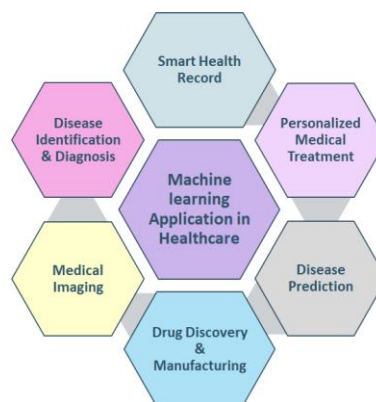 Smart Health
Record
Disease
Identification
& Diagnosis
Personalized
Medical
Treatment
Machine
learning
Application in
Healthcare
Medical
Imaging
Disease
Prediction
Drug Discovery
&
Manufacturing